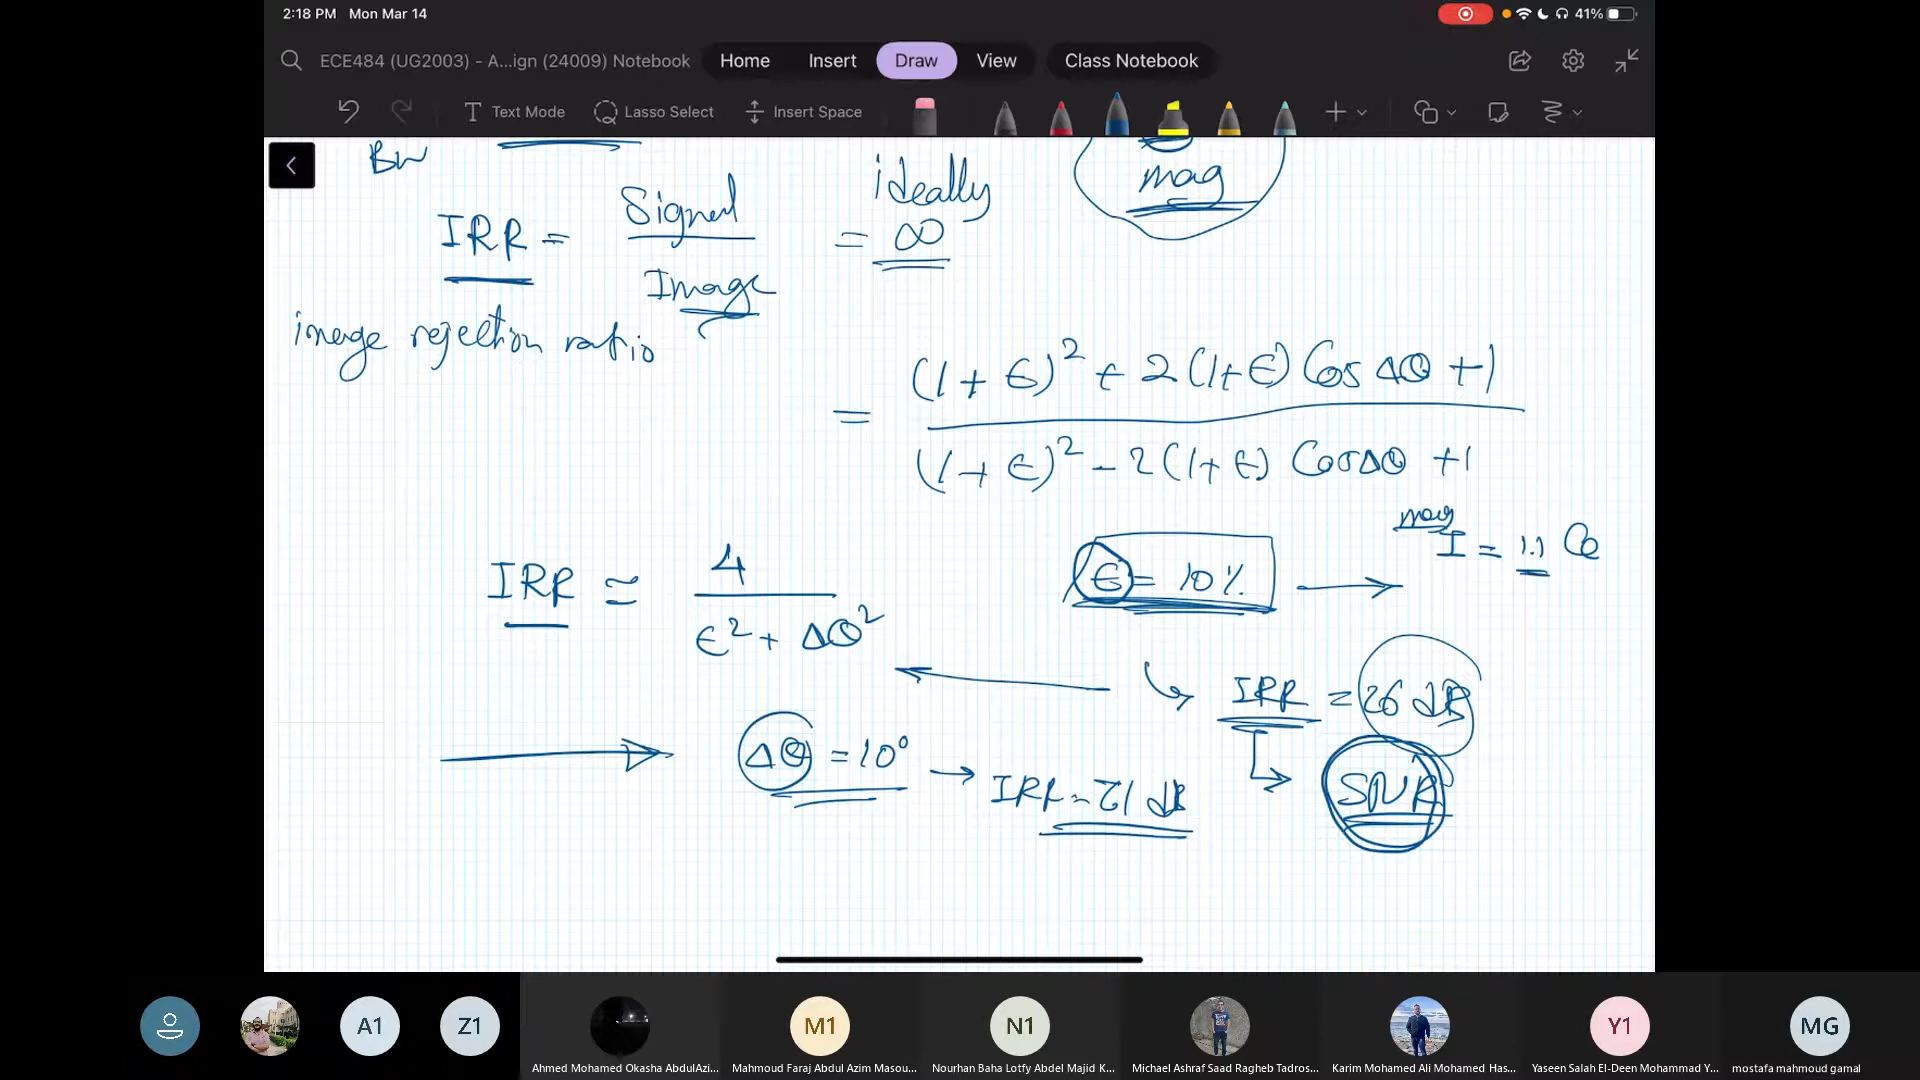 2:18 PM Mon Mar 14
41%
ECE484 (UG2003) - A...ign (24009) Notebook
Home Insert Draw View Class Notebook
Text Mode Lasso Select Insert Space
BW
mag
IRR = Signal / Image = ideally ∞
image rejection ratio
= ((1 + ϵ)² + 2 (1+ϵ) Cos Δθ + 1) / ((1 + ϵ)² - 2 (1 + ϵ) Cos Δθ + 1)
mag
I = 1.1 Q
ϵ = 10%
IRR ≃ 4 / (ϵ² + Δθ²)
IRR = 26 dB
SNR
Δθ = 10°
IRR = 21 dB
A1
Z1
M1
N1
Y1
MG
Ahmed Mohamed Okasha AbdulAzi...
Mahmoud Faraj Abdul Azim Masou...
Nourhan Baha Lotfy Abdel Majid K...
Michael Ashraf Saad Ragheb Tadros...
Karim Mohamed Ali Mohamed Has...
Yaseen Salah El-Deen Mohammad Y...
mostafa mahmoud gamal